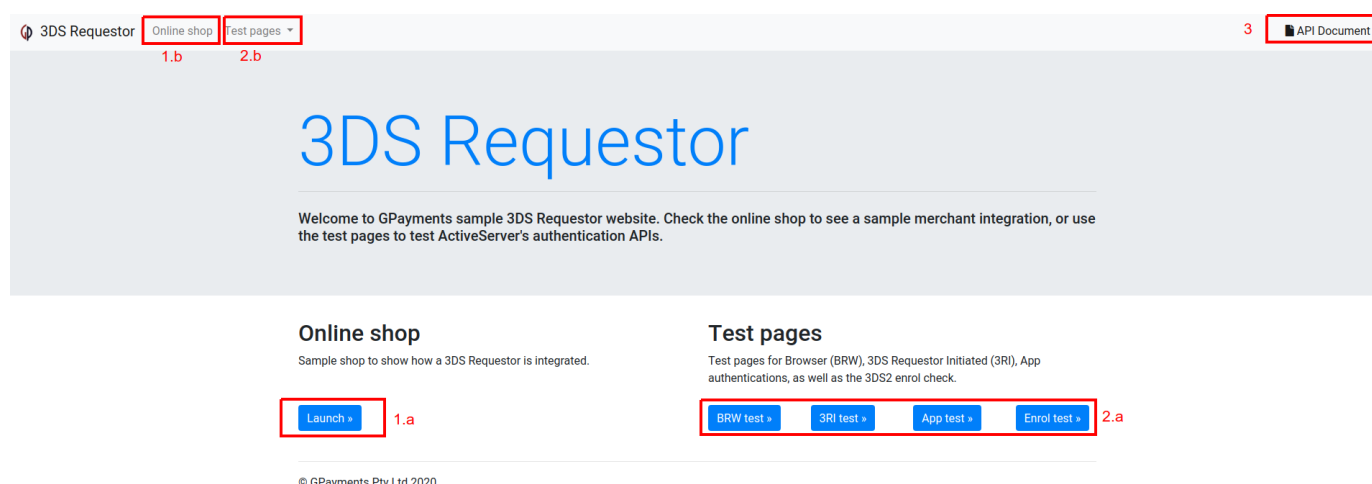 3DS Requestor Online shop Test pages 3 API Document
1.b 2.b
3DS Requestor
Welcome to GPayments sample 3DS Requestor website. Check the online shop to see a sample merchant integration, or use
the test pages to test ActiveServer's authentication APIs.
Online shop
Sample shop to show how a 3DS Requestor is integrated.
Launch » 1.a
Test pages
Test pages for Browser (BRW), 3DS Requestor Initiated (3RI), App
authentications, as well as the 3DS2 enrol check.
BRW test » 3RI test » App test » Enrol test » 2.a
© GPayments Pty Ltd 2020